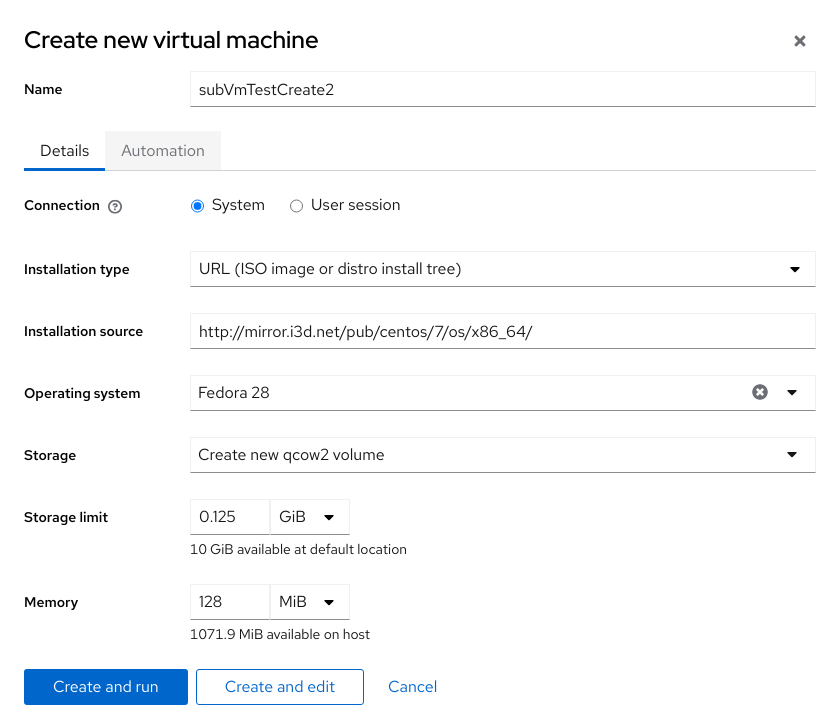 Create new virtual machine
Name
subVmTestCreate2
Details Automation
Connection System User session
Installation type URL (ISO image or distro install tree)
Installation source http://mirror.i3d.net/pub/centos/7/os/x86_64/
Operating system Fedora 28
Storage Create new qcow2 volume
Storage limit 0.125 GiB
10 GiB available at default location
Memory 128 MiB
1071.9 MiB available on host
Create and run Create and edit Cancel